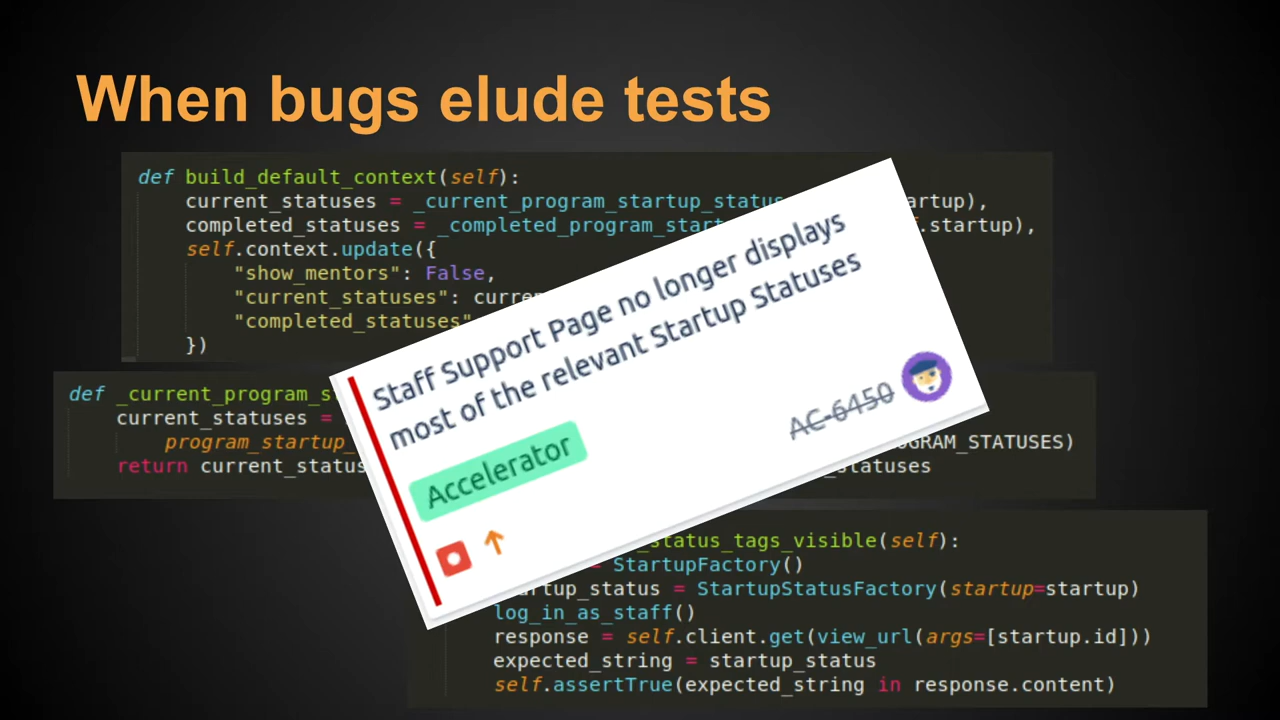 When bugs elude tests
def build_default_context(self):
current_statuses = _current_program_startup_status
artup),
completed_statuses = _completed_program_start
.startup),
self.context.update({
"show_mentors": False,
"current_statuses":
"completed_statuses"
})
Staff Support Page no longer displays
most of the relevant Startup Statuses
AC-6450
Accelerator
def _current_program_s
current_statuses =
program_startup_
GRAM_STATUSES)
return current_status
_statuses
_status_tags_visible(self):
= StartupFactory()
artup_status = StartupStatusFactory(startup=startup)
log_in_as_staff()
response = self.client.get(view_url(args=[startup.id]))
expected_string = startup_status
self.assertTrue(expected_string in response.content)